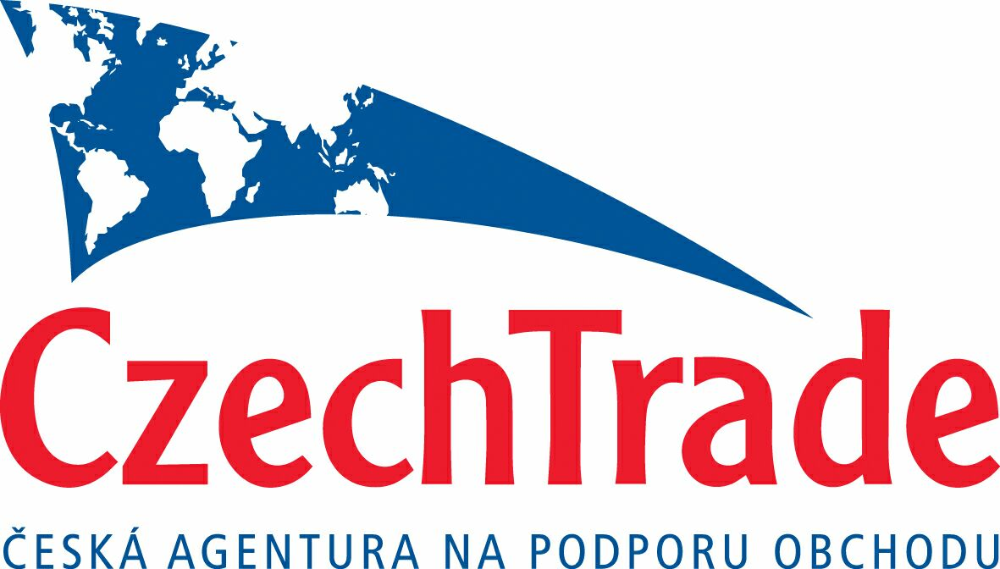 CzechTrade
ČESKÁ AGENTURA NA PODPORU OBCHODU